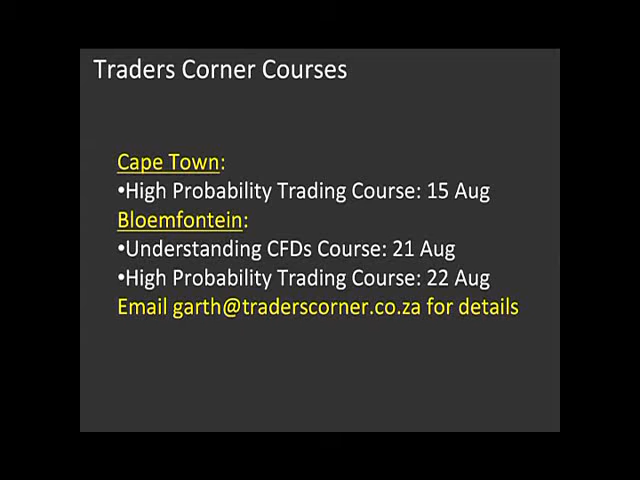 Traders Corner Courses
Cape Town:
•High Probability Trading Course: 15 Aug
Bloemfontein:
•Understanding CFDs Course: 21 Aug
•High Probability Trading Course: 22 Aug
Email garth@traderscorner.co.za for details